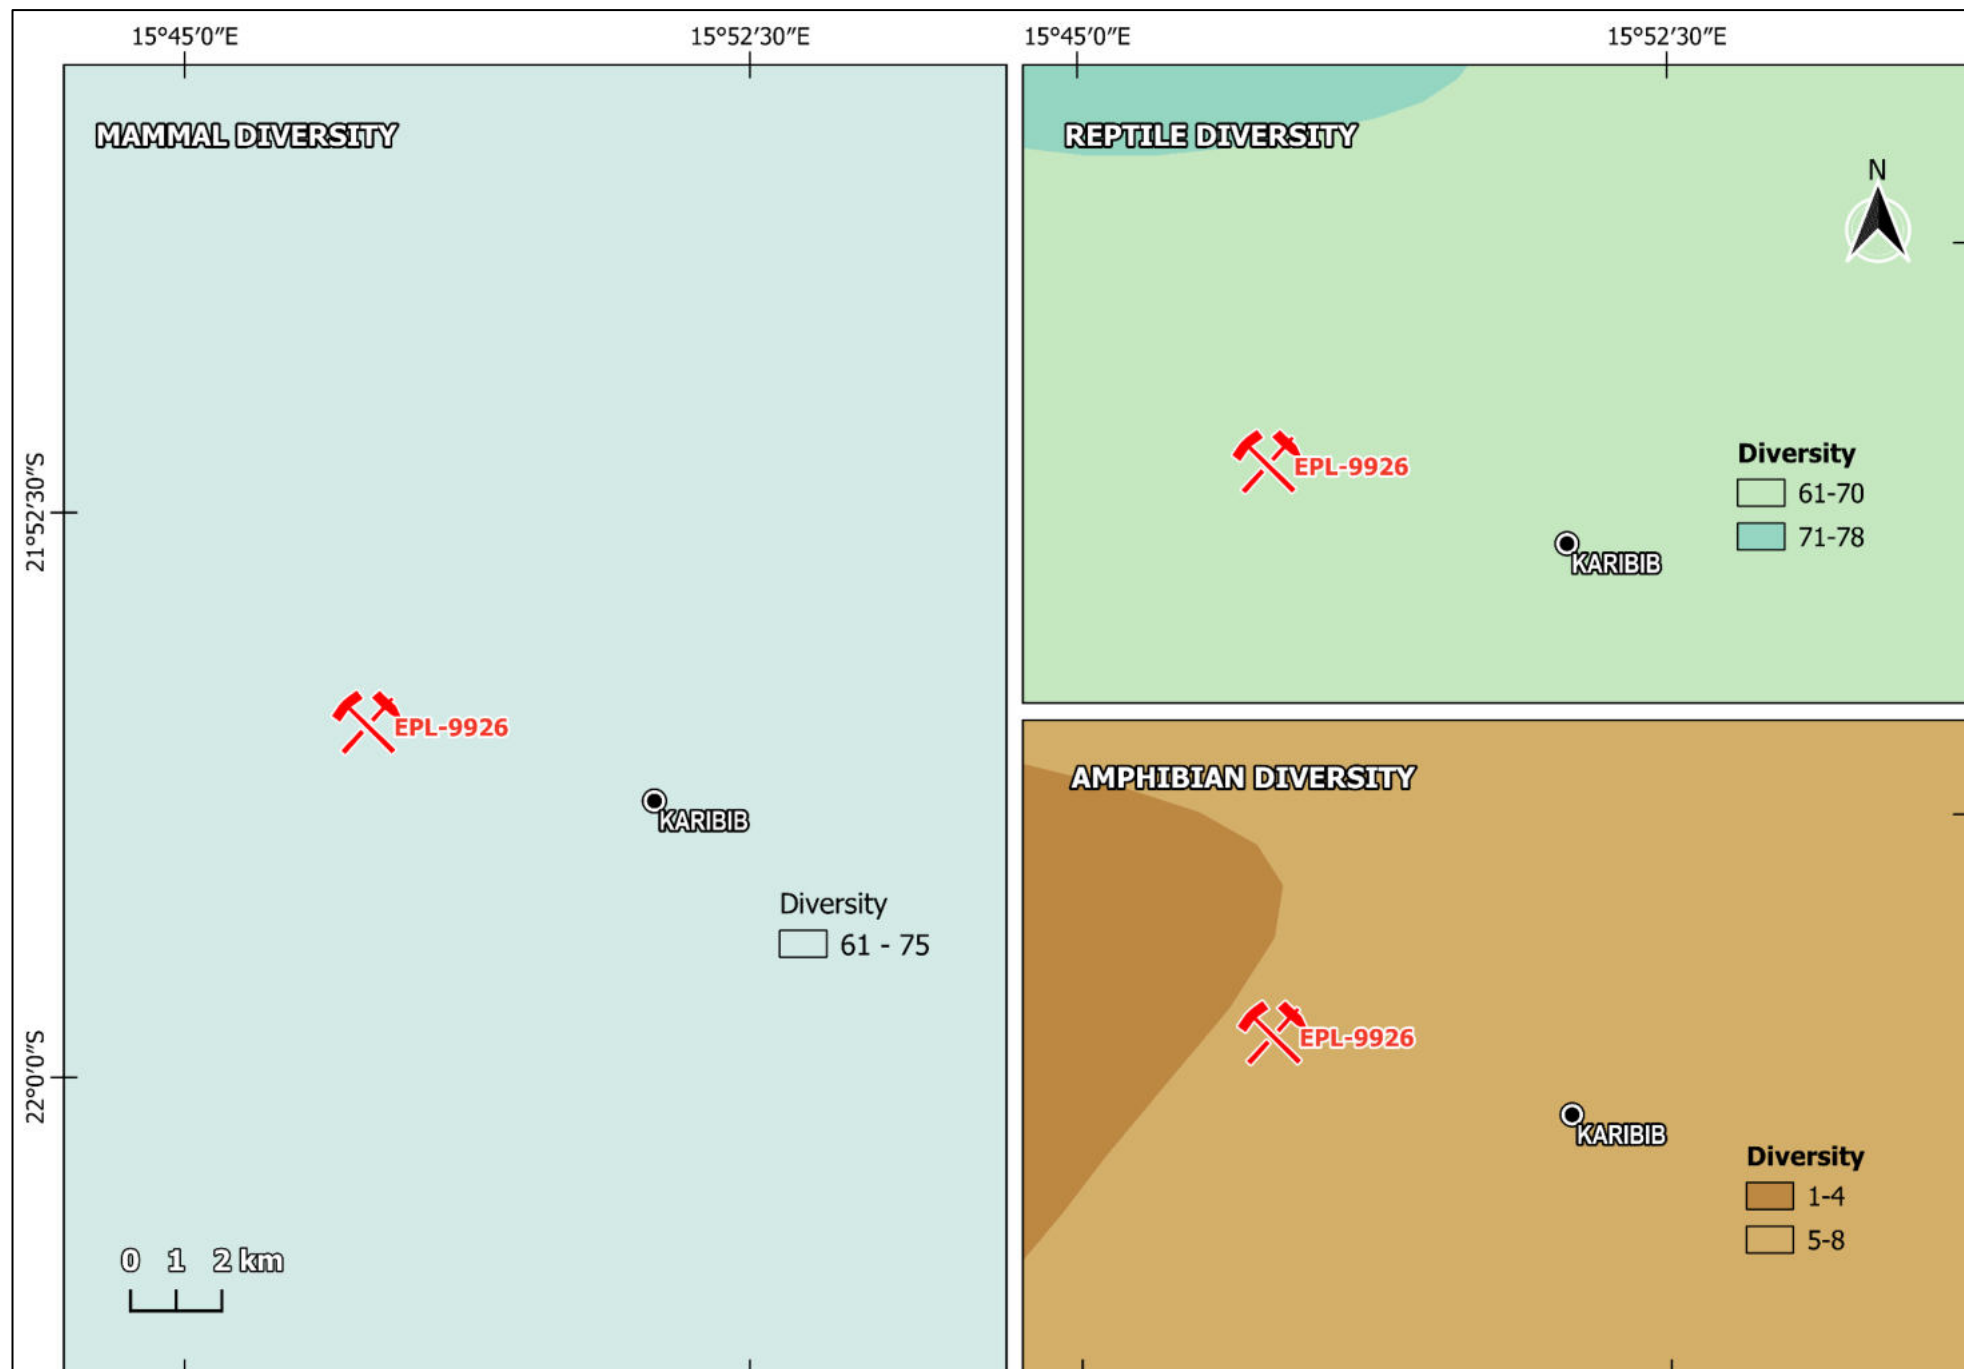 15°45′0″E
15°52′30″E
15°45′0″E
15°52′30″E
MAMMAL DIVERSITY
21°52′30″S
22°0′0″S
EPL-9926
KARIBIB
Diversity
61 - 75
0 1 2 km
REPTILE DIVERSITY
N
EPL-9926
KARIBIB
Diversity
61-70
71-78
AMPHIBIAN DIVERSITY
EPL-9926
KARIBIB
Diversity
1-4
5-8